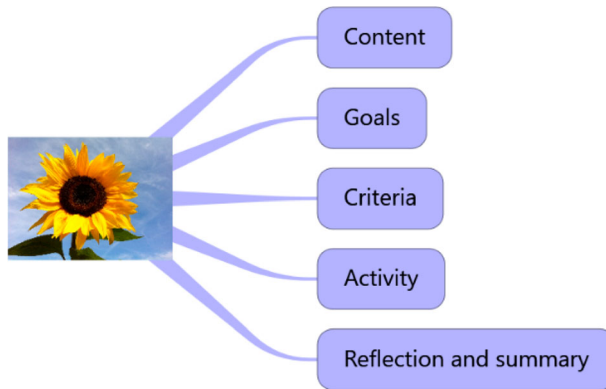 Content
Goals
Criteria
Activity
Reflection and summary